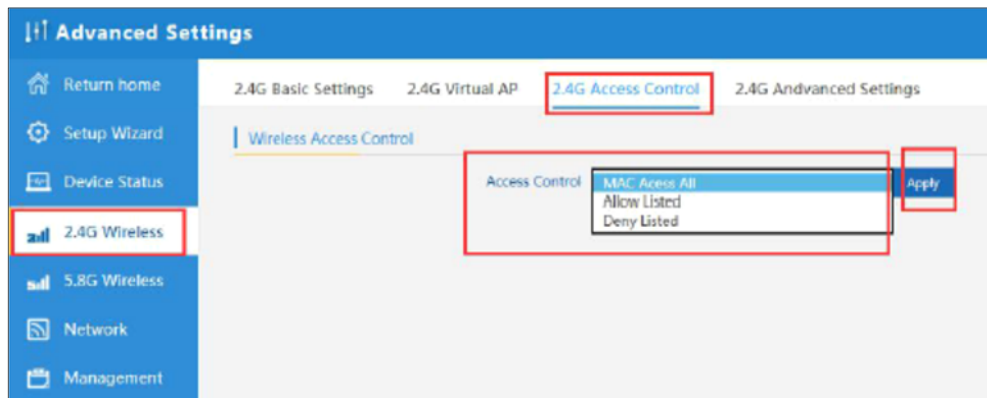 Advanced Settings
Return home
Setup Wizard
Device Status
2.4G Wireless
5.8G Wireless
Network
Management
2.4G Basic Settings 2.4G Virtual AP 2.4G Access Control 2.4G Andvanced Settings
Wireless Access Control
Access Control MAC Acess All Apply
Allow Listed
Deny Listed